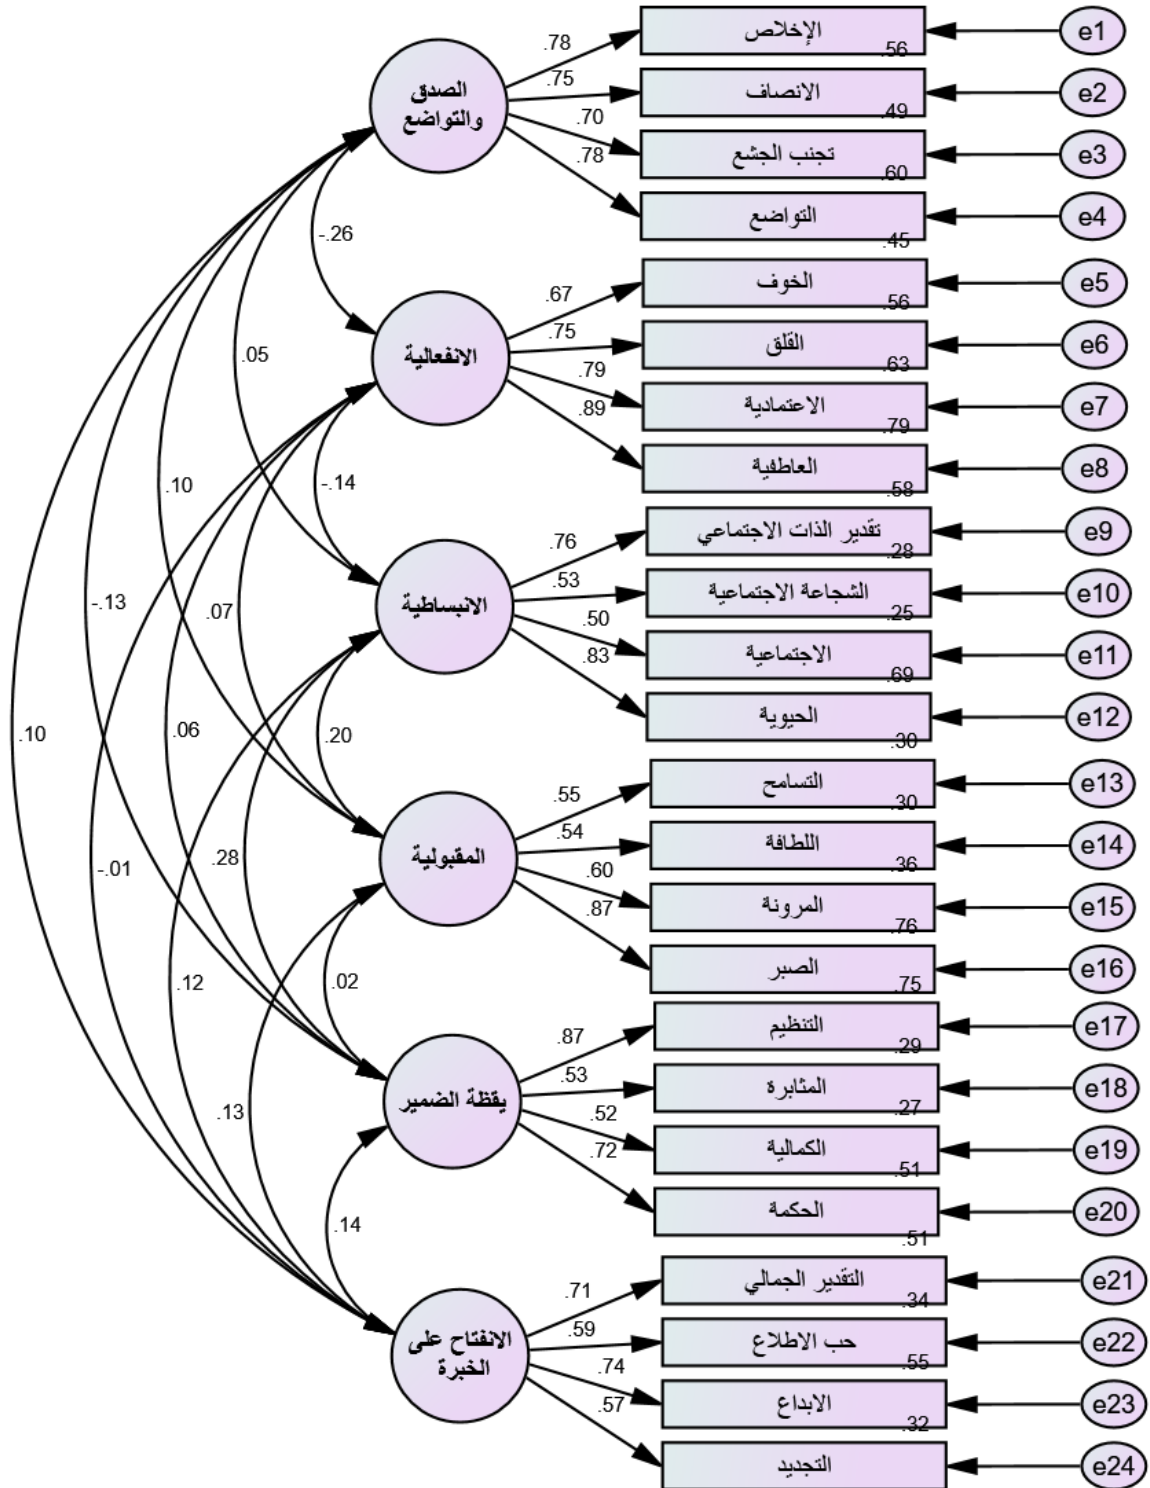 الإخلاص
.56
e1
.78
الصدق
والتواضع
.75
الانصاف
.49
e2
.70
تجنب الجشع
.60
e3
.78
التواضع
.45
e4
-.26
.67
الخوف
.56
e5
.05
الانفعالية
.75
القلق
.63
e6
.79
الاعتمادية
.79
e7
.89
العاطفية
.58
e8
.10
-.14
.76
تقدير الذات الاجتماعي
.28
e9
-.13
.07
الانبساطية
.53
الشجاعة الاجتماعية
.25
e10
.50
الاجتماعية
.69
e11
.83
الحيوية
.30
e12
.10
.06
.20
.55
التسامح
.30
e13
-.01
.28
المقبولية
.54
اللطافة
.36
e14
.60
المرونة
.76
e15
.87
الصبر
.75
e16
.12
.02
.87
التنظيم
.29
e17
.13
يقظة الضمير
.53
المثابرة
.27
e18
.52
الكمالية
.51
e19
.72
الحكمة
.51
e20
.14
.71
التقدير الجمالي
.34
e21
الانفتاح على
الخبرة
.59
حب الاطلاع
.55
e22
.74
الابداع
.32
e23
.57
التجديد
e24